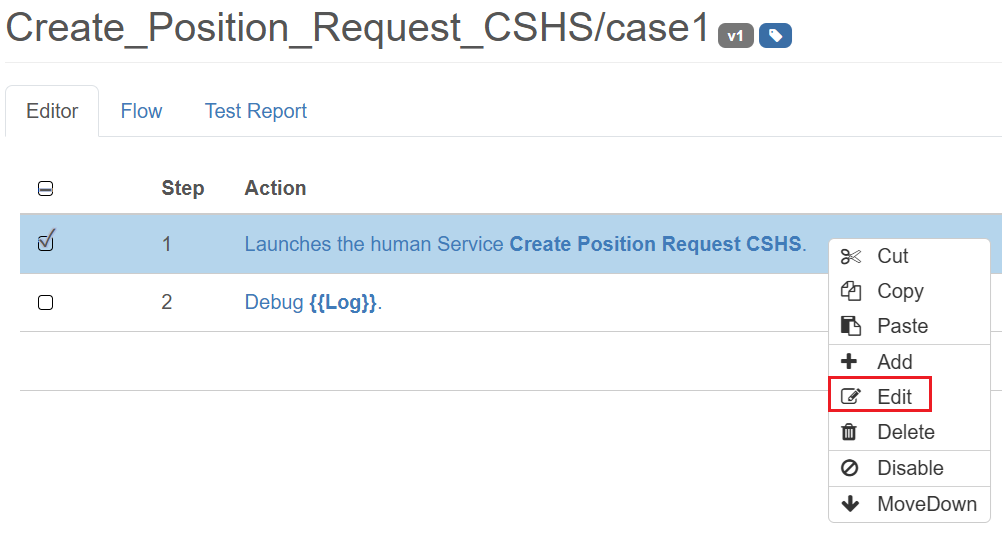 Create_Position_Request_CSHS/case1 v1
Editor Flow Test Report
Step Action
1 Launches the human Service Create Position Request CSHS.
2 Debug {{Log}}.
Cut
Copy
Paste
Add
Edit
Delete
Disable
MoveDown